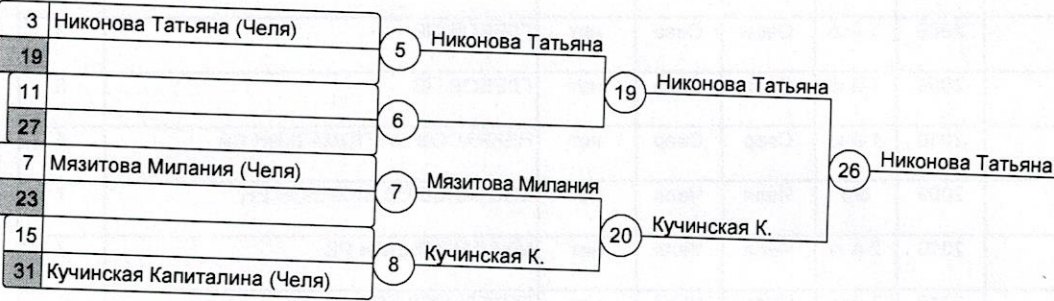 3 Никонова Татьяна (Челя)
19
5 Никонова Татьяна
11
27
6
19 Никонова Татьяна
7 Мязитова Милания (Челя)
23
7 Мязитова Милания
15
31 Кучинская Капиталина (Челя)
8 Кучинская К.
20 Кучинская К.
26 Никонова Татьяна